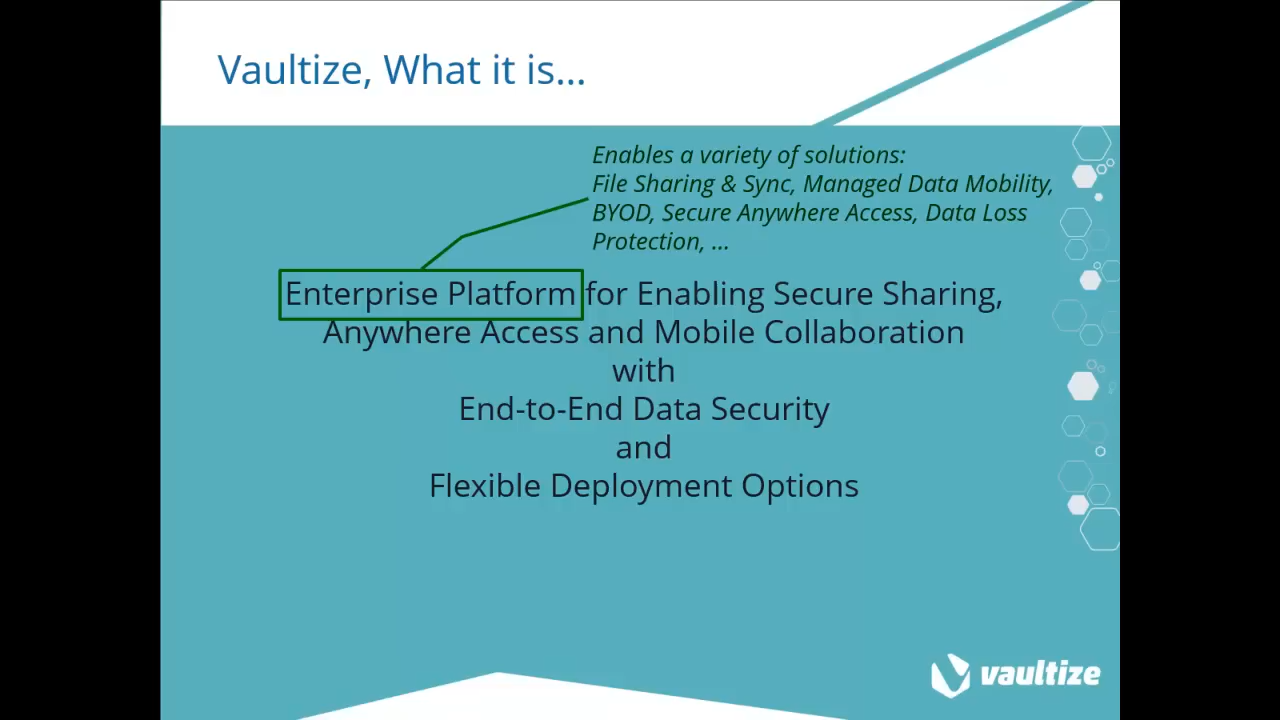 Vaultize, What it is...
Enables a variety of solutions:
File Sharing & Sync, Managed Data Mobility,
BYOD, Secure Anywhere Access, Data Loss
Protection, ...
Enterprise Platform for Enabling Secure Sharing,
Anywhere Access and Mobile Collaboration
with
End-to-End Data Security
and
Flexible Deployment Options
vaultize